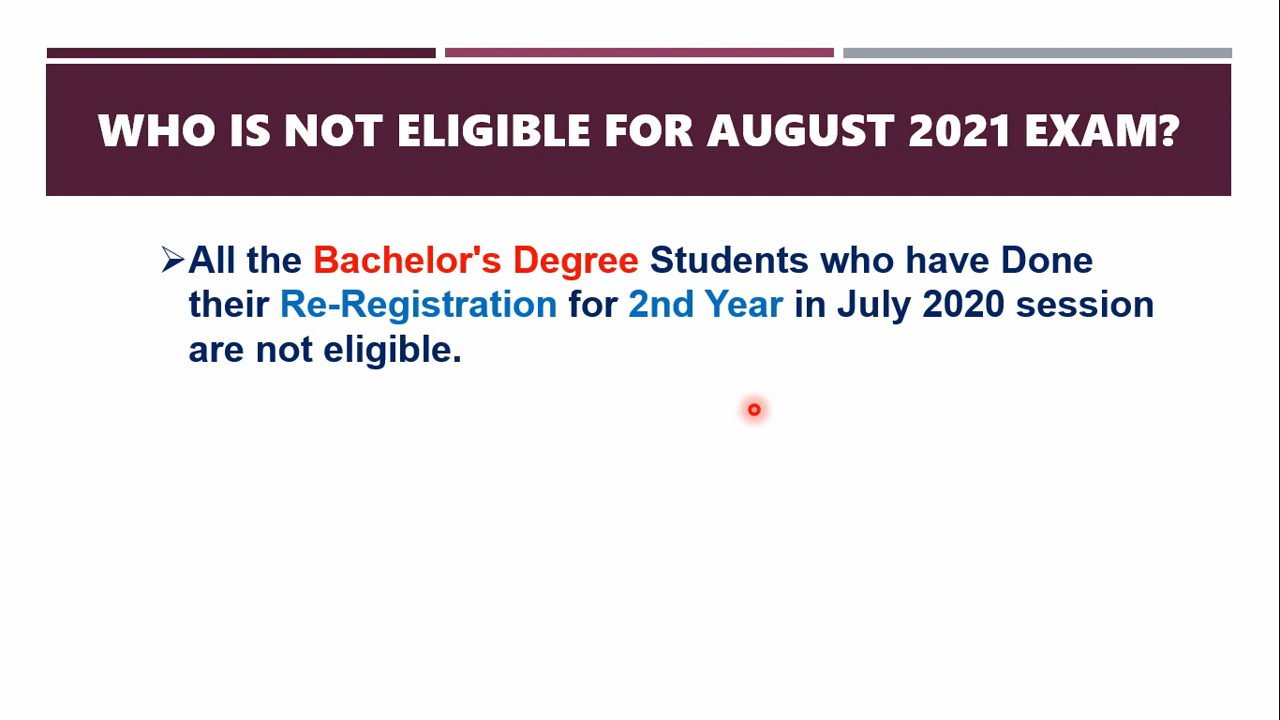 WHO IS NOT ELIGIBLE FOR AUGUST 2021 EXAM?
All the Bachelor's Degree Students who have Done
their Re-Registration for 2nd Year in July 2020 session
are not eligible.